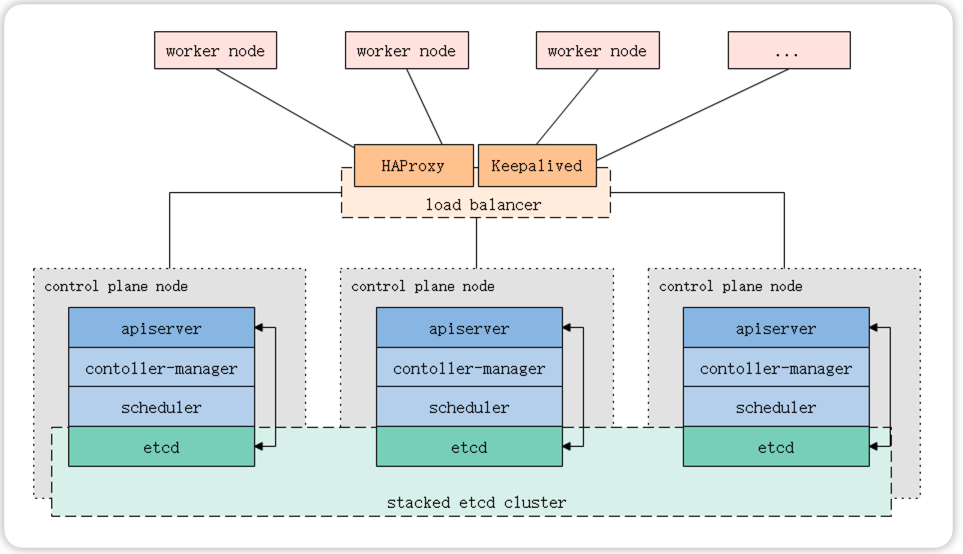 worker node
worker node
worker node
...
HAProxy
Keepalived
load balancer
control plane node
apiserver
contoller-manager
scheduler
etcd
control plane node
apiserver
contoller-manager
scheduler
etcd
control plane node
apiserver
contoller-manager
scheduler
etcd
stacked etcd cluster